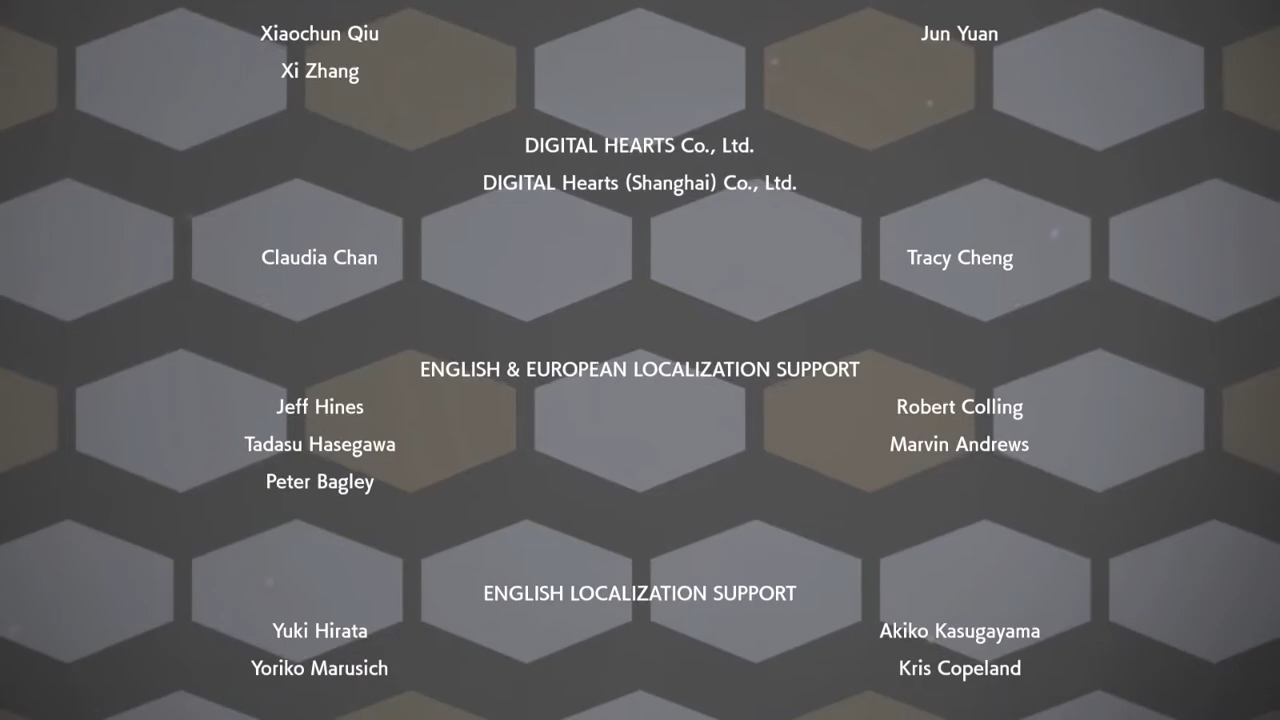 Xiaochun Qiu Jun Yuan
Xi Zhang
DIGITAL HEARTS Co., Ltd.
DIGITAL Hearts (Shanghai) Co., Ltd.
Claudia Chan Tracy Cheng
ENGLISH & EUROPEAN LOCALIZATION SUPPORT
Jeff Hines Robert Colling
Tadasu Hasegawa Marvin Andrews
Peter Bagley
ENGLISH LOCALIZATION SUPPORT
Yuki Hirata Akiko Kasugayama
Yoriko Marusich Kris Copeland